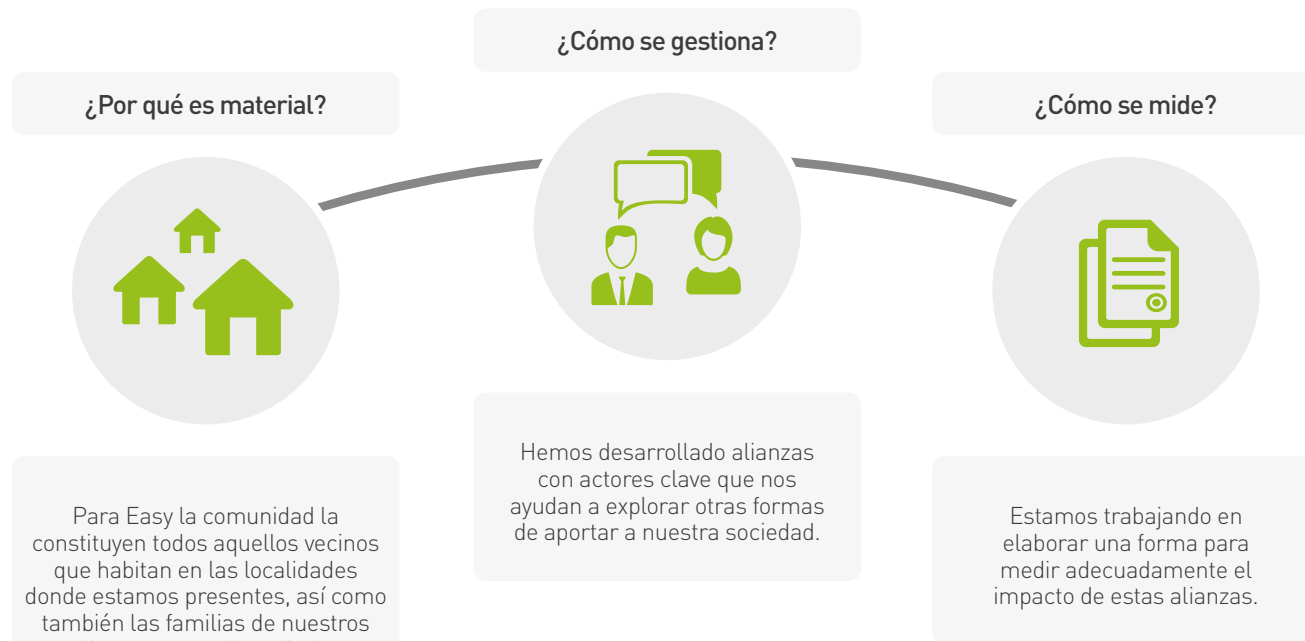 ¿Cómo se gestiona?
¿Por qué es material?
¿Cómo se mide?
Hemos desarrollado alianzas
con actores clave que nos
ayudan a explorar otras formas
de aportar a nuestra sociedad.
Para Easy la comunidad la
constituyen todos aquellos vecinos
que habitan en las localidades
donde estamos presentes, así como
también las familias de nuestros
Estamos trabajando en
elaborar una forma para
medir adecuadamente el
impacto de estas alianzas.